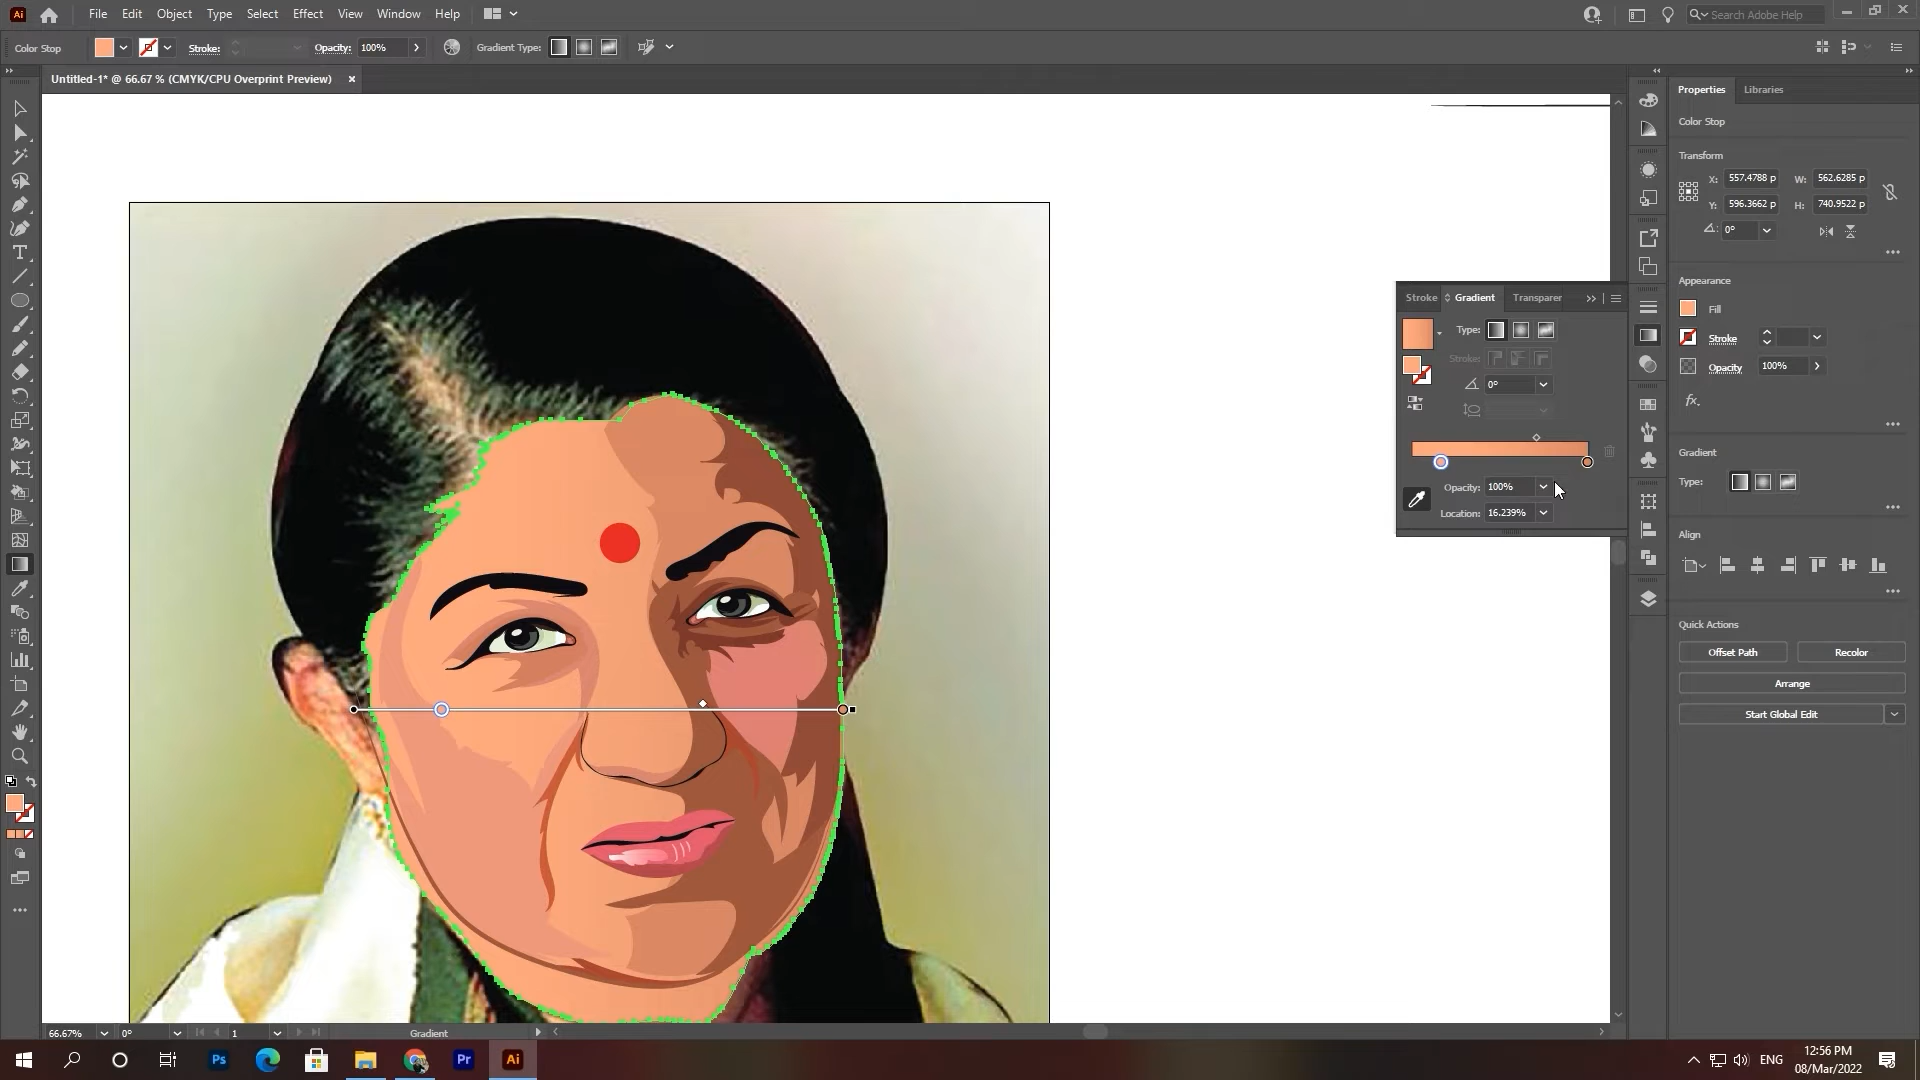 Ai File Edit Object Type Select Effect View Window Help Search Adobe Help
Color Stop Stroke: Opacity: 100% Gradient Type:
Untitled-1* @ 66.67 % (CMYK/CPU Overprint Preview) ×
Properties Libraries
Color Stop
Transform
X: 557.4788 p W: 562.6285 p
Y: 596.3662 p H: 740.9522 p
0°
Appearance
Fill
Stroke
Opacity 100%
fx.
Gradient
Type:
Align
Quick Actions
Offset Path Recolor
Arrange
Start Global Edit
Stroke Gradient Transparer
Type:
Stroke:
0°
Opacity: 100%
Location: 16.239%
66.67% 0° 1 Gradient
Ps Pr Ai ENG 12:56 PM
08/Mar/2022